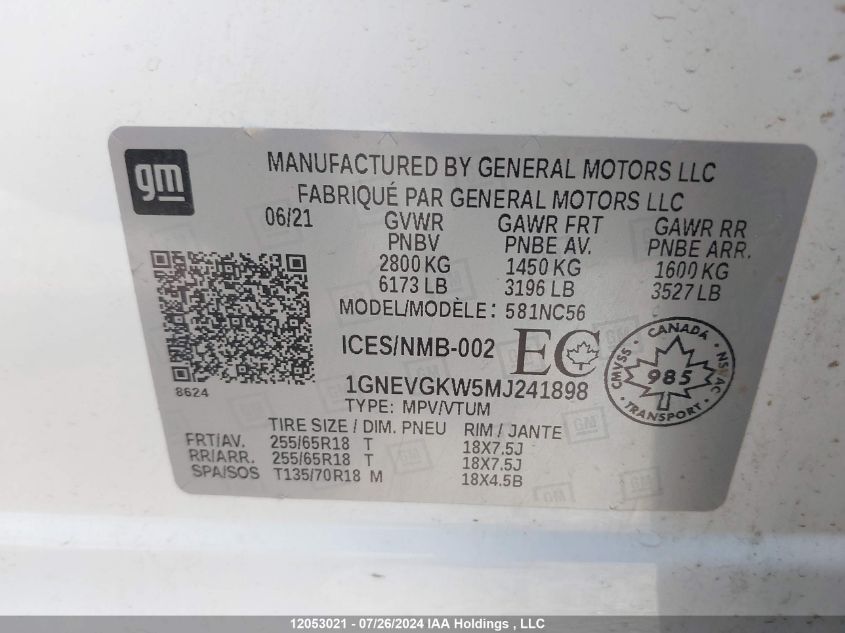 gm
MANUFACTURED BY GENERAL MOTORS LLC
FABRIQUÉ PAR GENERAL MOTORS LLC
06/21 GVWR GAWR FRT GAWR RR
PNBV PNBE AV. PNBE ARR.
2800 KG 1450 KG 1600 KG
6173 LB 3196 LB 3527 LB
MODEL/MODÈLE: 581NC56
ICES/NMB-002 EC
CANADA
CMVSS 985 NSVAC
TRANSPORT
8624
1GNEVGKW5MJ241898
TYPE: MPV/VTUM
TIRE SIZE / DIM. PNEU RIM / JANTE
FRT/AV. 255/65R18 T 18X7.5J
RR/ARR. 255/65R18 T 18X7.5J
SPA/SOS T135/70R18 M 18X4.5B
12053021 - 07/26/2024 IAA Holdings , LLC